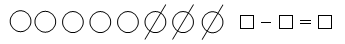 □ − □ = □